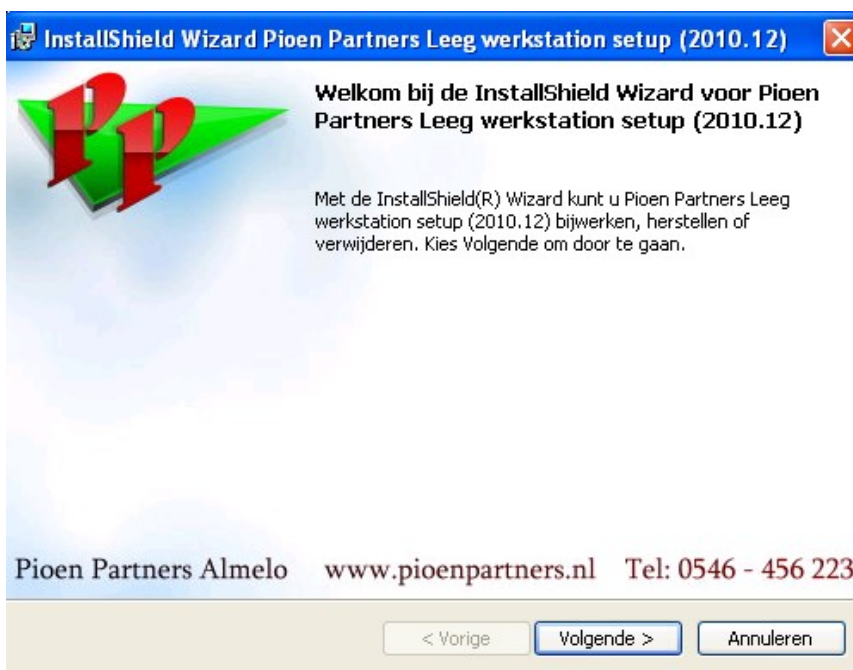 InstallShield Wizard Pioen Partners Leeg werkstation setup (2010.12)
PP
Welkom bij de InstallShield Wizard voor Pioen
Partners Leeg werkstation setup (2010.12)
Met de InstallShield(R) Wizard kunt u Pioen Partners Leeg
werkstation setup (2010.12) bijwerken, herstellen of
verwijderen. Kies Volgende om door te gaan.
Pioen Partners Almelo www.pioenpartners.nl Tel: 0546 - 456 223
< Vorige Volgende > Annuleren